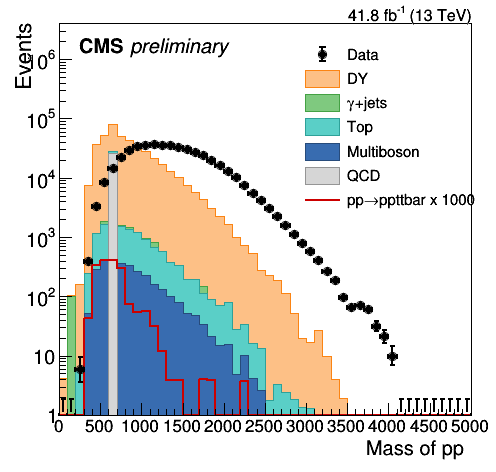 41.8 fb⁻¹ (13 TeV)
CMS preliminary
Events
Data
DY
γ+jets
Top
Multiboson
QCD
pp→ppttbar x 1000
10⁶
10⁵
10⁴
10³
10²
10
1
0 500 1000 1500 2000 2500 3000 3500 4000 4500 5000
Mass of pp